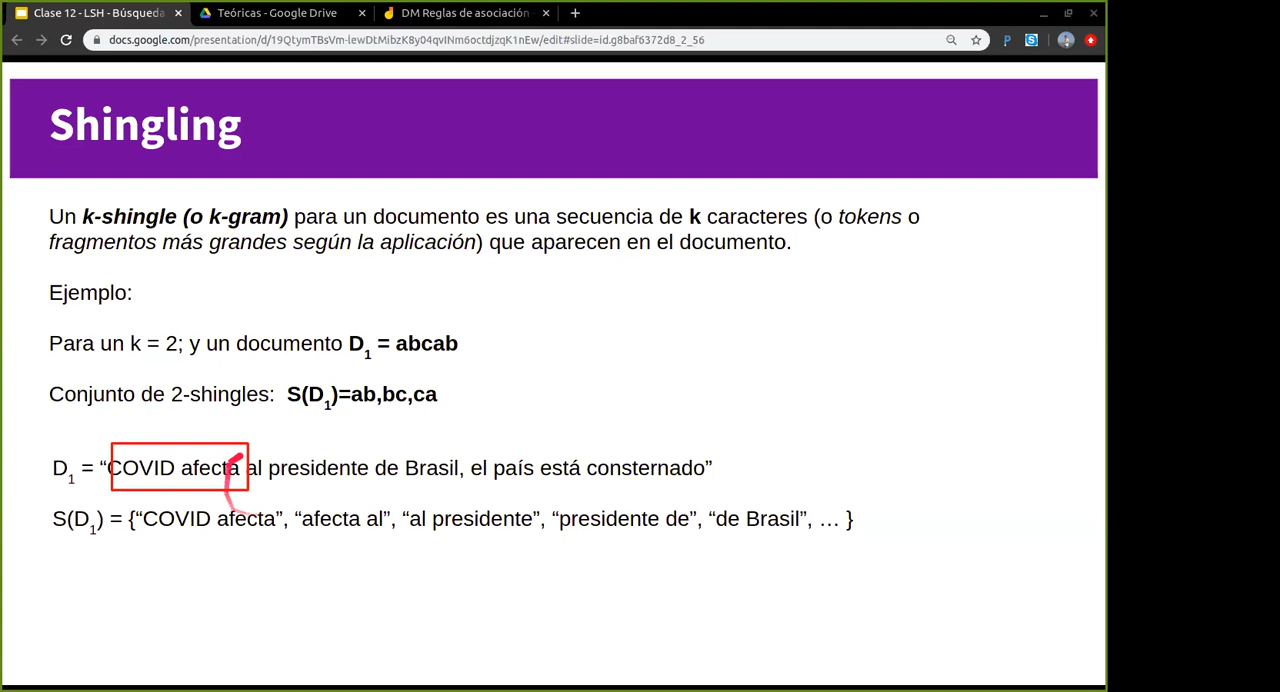 Clase 12 - LSH - Búsqueda
Teóricas - Google Drive
DM Reglas de asociación
docs.google.com/presentation/d/19QtymTBsVm-lewDtMibzK8y04qvINm6octdjzqK1nEw/edit#slide=id.g8baf6372d8_2_56
Shingling
Un k-shingle (o k-gram) para un documento es una secuencia de k caracteres (o tokens o
fragmentos más grandes según la aplicación) que aparecen en el documento.
Ejemplo:
Para un k = 2; y un documento D1 = abcab
Conjunto de 2-shingles: S(D1)=ab,bc,ca
D1 = “COVID afecta al presidente de Brasil, el país está consternado”
S(D1) = {“COVID afecta”, “afecta al”, “al presidente”, “presidente de”, “de Brasil”, … }